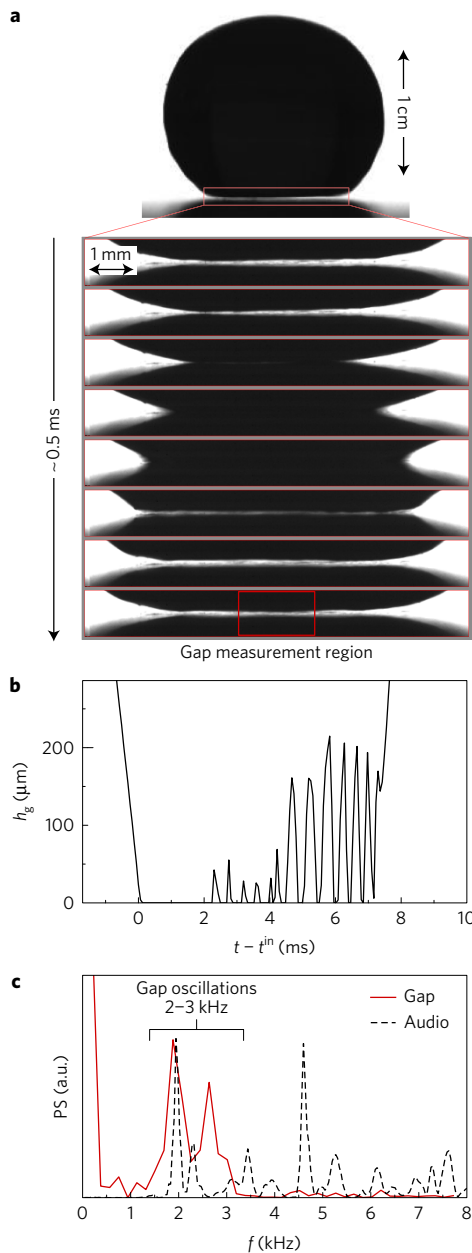 a
1 cm
1 mm
~ 0.5 ms
Gap measurement region
b
200
100
0
h_g (µm)
0 2 4 6 8 10
t − t^in (ms)
c
Gap oscillations
2–3 kHz
Gap
Audio
PS (a.u.)
0 1 2 3 4 5 6 7 8
f (kHz)